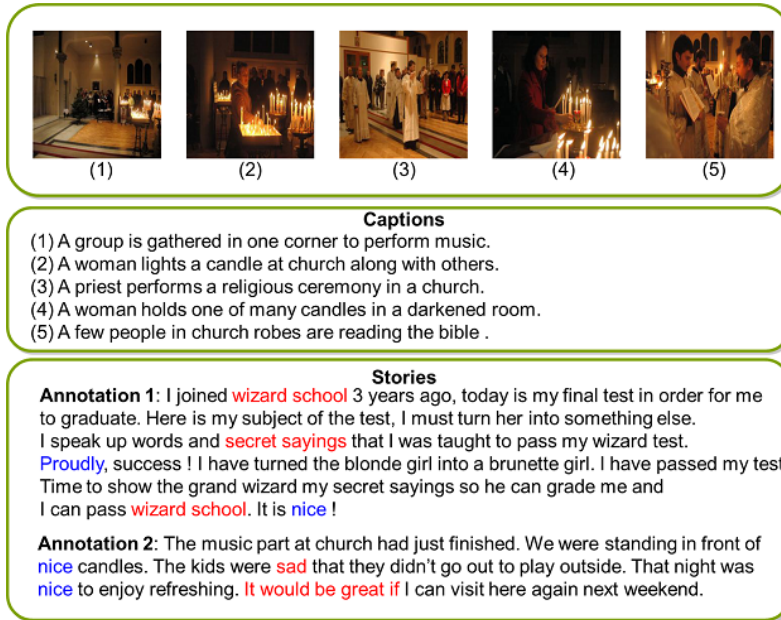 (1) (2) (3) (4) (5)
Captions
(1) A group is gathered in one corner to perform music.
(2) A woman lights a candle at church along with others.
(3) A priest performs a religious ceremony in a church.
(4) A woman holds one of many candles in a darkened room.
(5) A few people in church robes are reading the bible .
Stories
Annotation 1: I joined wizard school 3 years ago, today is my final test in order for me
to graduate. Here is my subject of the test, I must turn her into something else.
I speak up words and secret sayings that I was taught to pass my wizard test.
Proudly, success ! I have turned the blonde girl into a brunette girl. I have passed my test
Time to show the grand wizard my secret sayings so he can grade me and
I can pass wizard school. It is nice !
Annotation 2: The music part at church had just finished. We were standing in front of
nice candles. The kids were sad that they didn't go out to play outside. That night was
nice to enjoy refreshing. It would be great if I can visit here again next weekend.